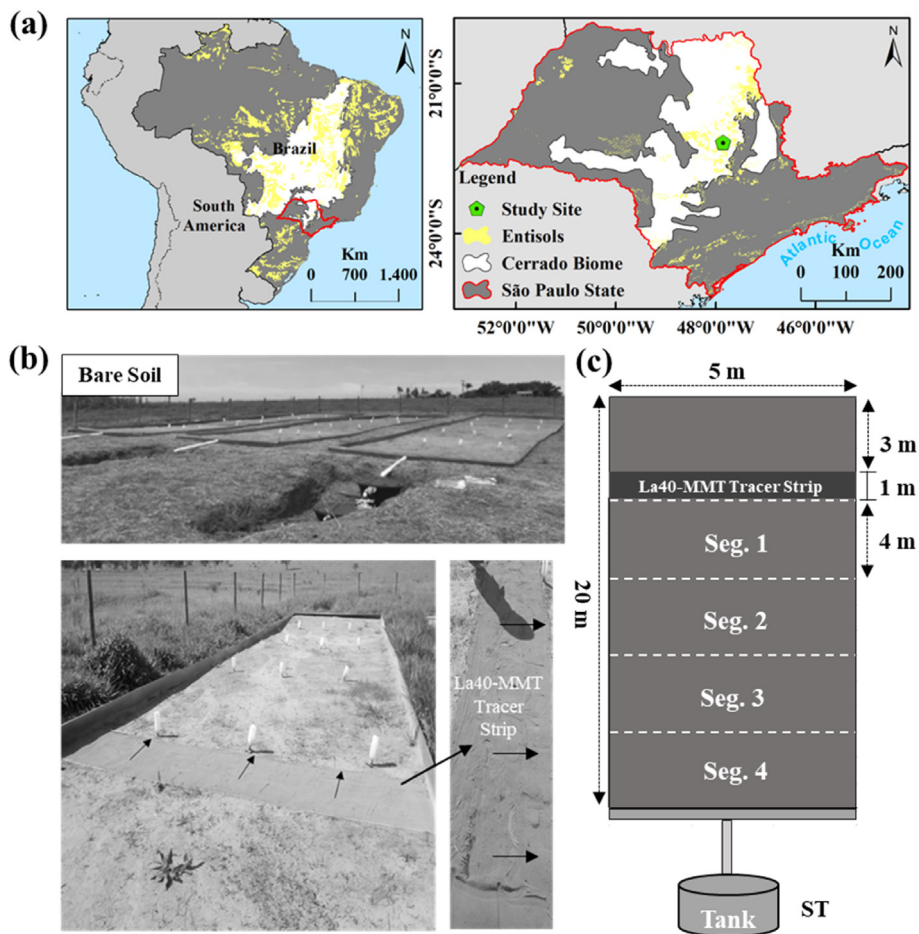 (a)
N
Brazil
South
America
Km
0 700 1.400
N
21°0'0"S
24°0'0"S
Legend
Study Site
Entisols
Cerrado Biome
São Paulo State
Atlantic Ocean
Km
0 100 200
52°0'0"W 50°0'0"W 48°0'0"W 46°0'0"W
(b)
Bare Soil
La40-MMT
Tracer
Strip
(c)
5 m
3 m
La40-MMT Tracer Strip
1 m
Seg. 1
4 m
20 m
Seg. 2
Seg. 3
Seg. 4
Tank
ST